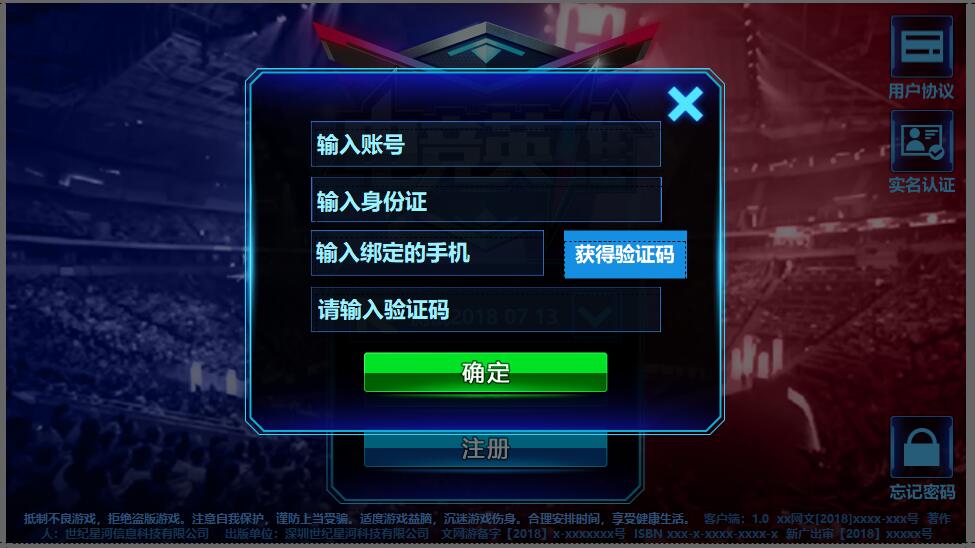 用户协议
输入账号
实名认证
输入身份证
输入绑定的手机 获得验证码
请输入验证码
2018 07 13
确定
注册
忘记密码
抵制不良游戏，拒绝盗版游戏。注意自我保护，谨防上当受骗。适度游戏益脑，沉迷游戏伤身。合理安排时间，享受健康生活。 客户端：1.0 xx网文[2018]xxxx-xxx号 著作
人：世纪星河信息科技有限公司 出版单位：深圳世纪星河科技有限公司 文网游备字【2018】x-xxxxxxx号 ISBN xxx-x-xxxx-xxxx-x 新广出审【2018】xxxxx号